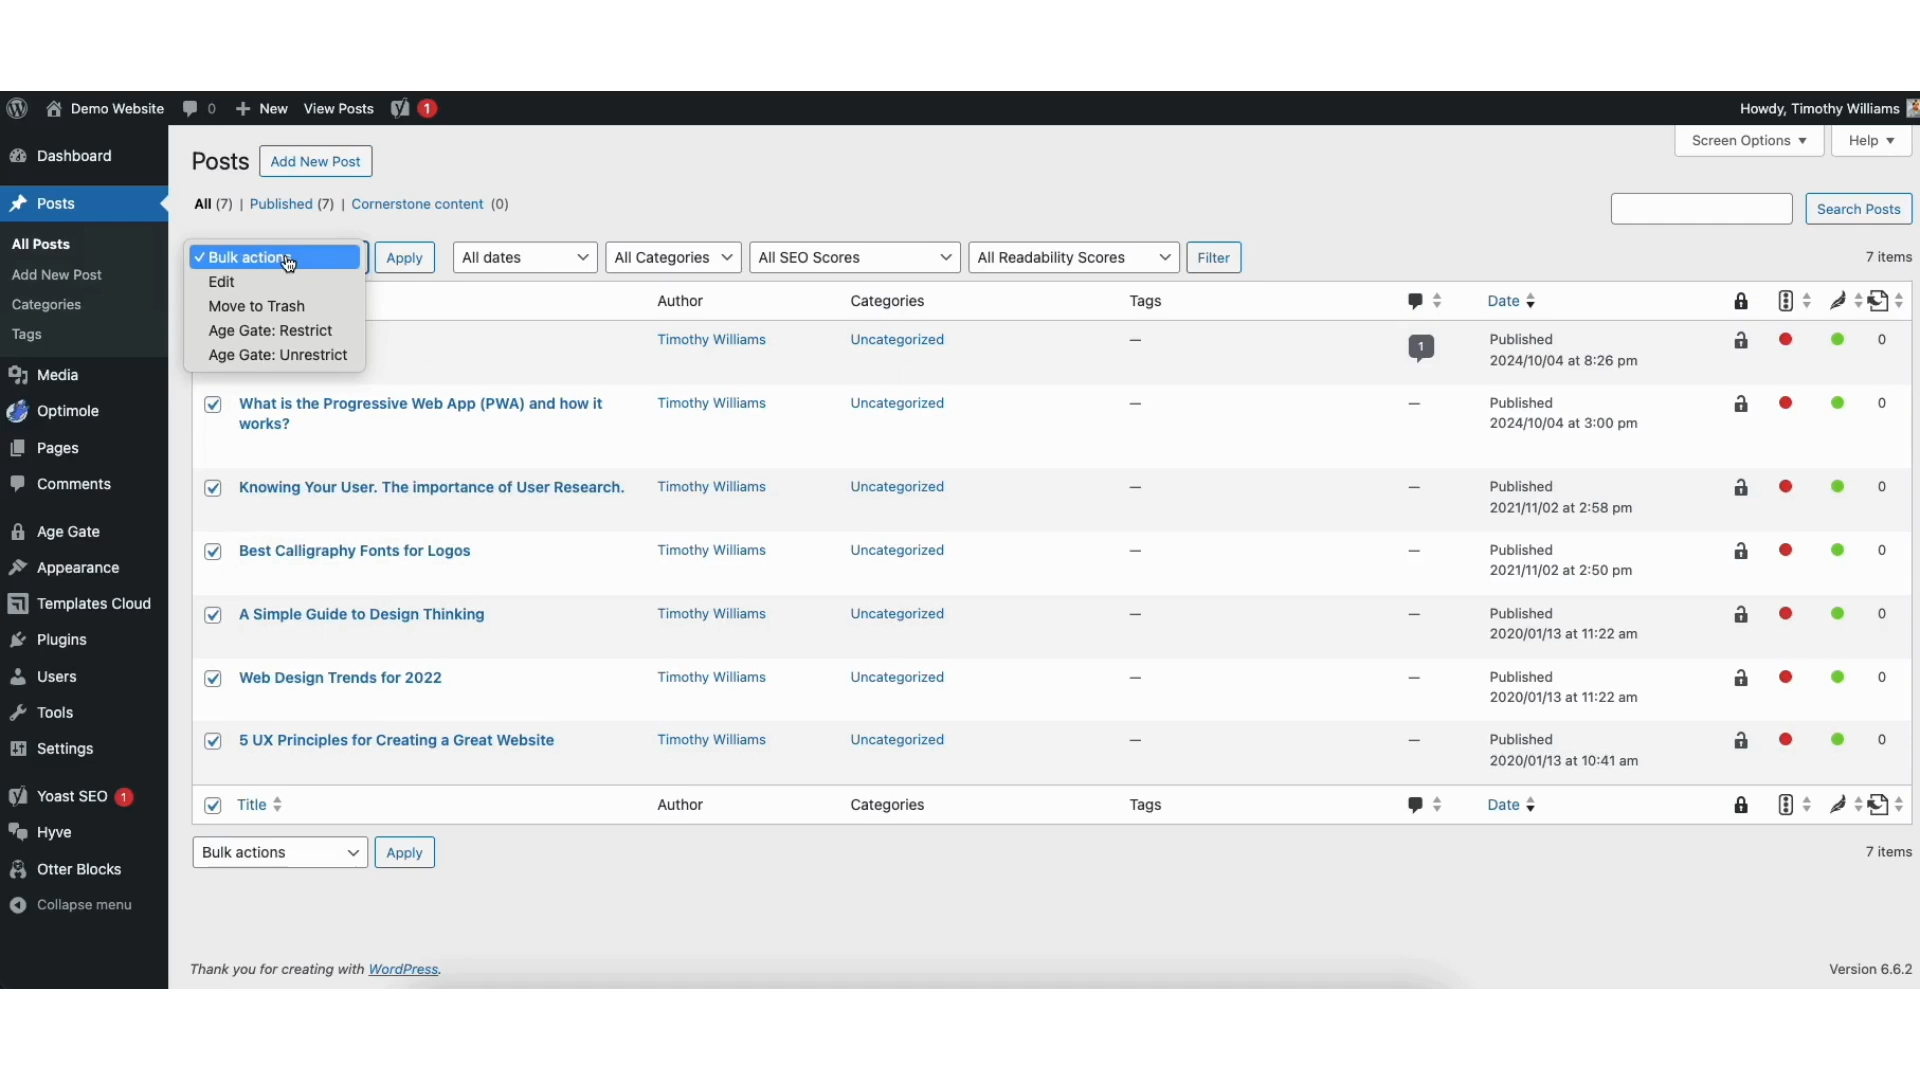 Demo Website 0 New View Posts 1 Howdy, Timothy Williams
Dashboard
Posts
All Posts
Add New Post
Categories
Tags
Media
Optimole
Pages
Comments
Age Gate
Appearance
Templates Cloud
Plugins
Users
Tools
Settings
Yoast SEO 1
Hyve
Otter Blocks
Collapse menu
Posts Add New Post Screen Options Help
All (7) | Published (7) | Cornerstone content (0) Search Posts
Bulk actions Apply All dates All Categories All SEO Scores All Readability Scores Filter 7 items
Edit
Move to Trash
Age Gate: Restrict
Age Gate: Unrestrict
Author Categories Tags Date
Timothy Williams Uncategorized — 1 Published 0
2024/10/04 at 8:26 pm
What is the Progressive Web App (PWA) and how it Timothy Williams Uncategorized — — Published 0
works? 2024/10/04 at 3:00 pm
Knowing Your User. The importance of User Research. Timothy Williams Uncategorized — — Published 0
2021/11/02 at 2:58 pm
Best Calligraphy Fonts for Logos Timothy Williams Uncategorized — — Published 0
2021/11/02 at 2:50 pm
A Simple Guide to Design Thinking Timothy Williams Uncategorized — — Published 0
2020/01/13 at 11:22 am
Web Design Trends for 2022 Timothy Williams Uncategorized — — Published 0
2020/01/13 at 11:22 am
5 UX Principles for Creating a Great Website Timothy Williams Uncategorized — — Published 0
2020/01/13 at 10:41 am
Title Author Categories Tags Date
Bulk actions Apply 7 items
Thank you for creating with WordPress. Version 6.6.2